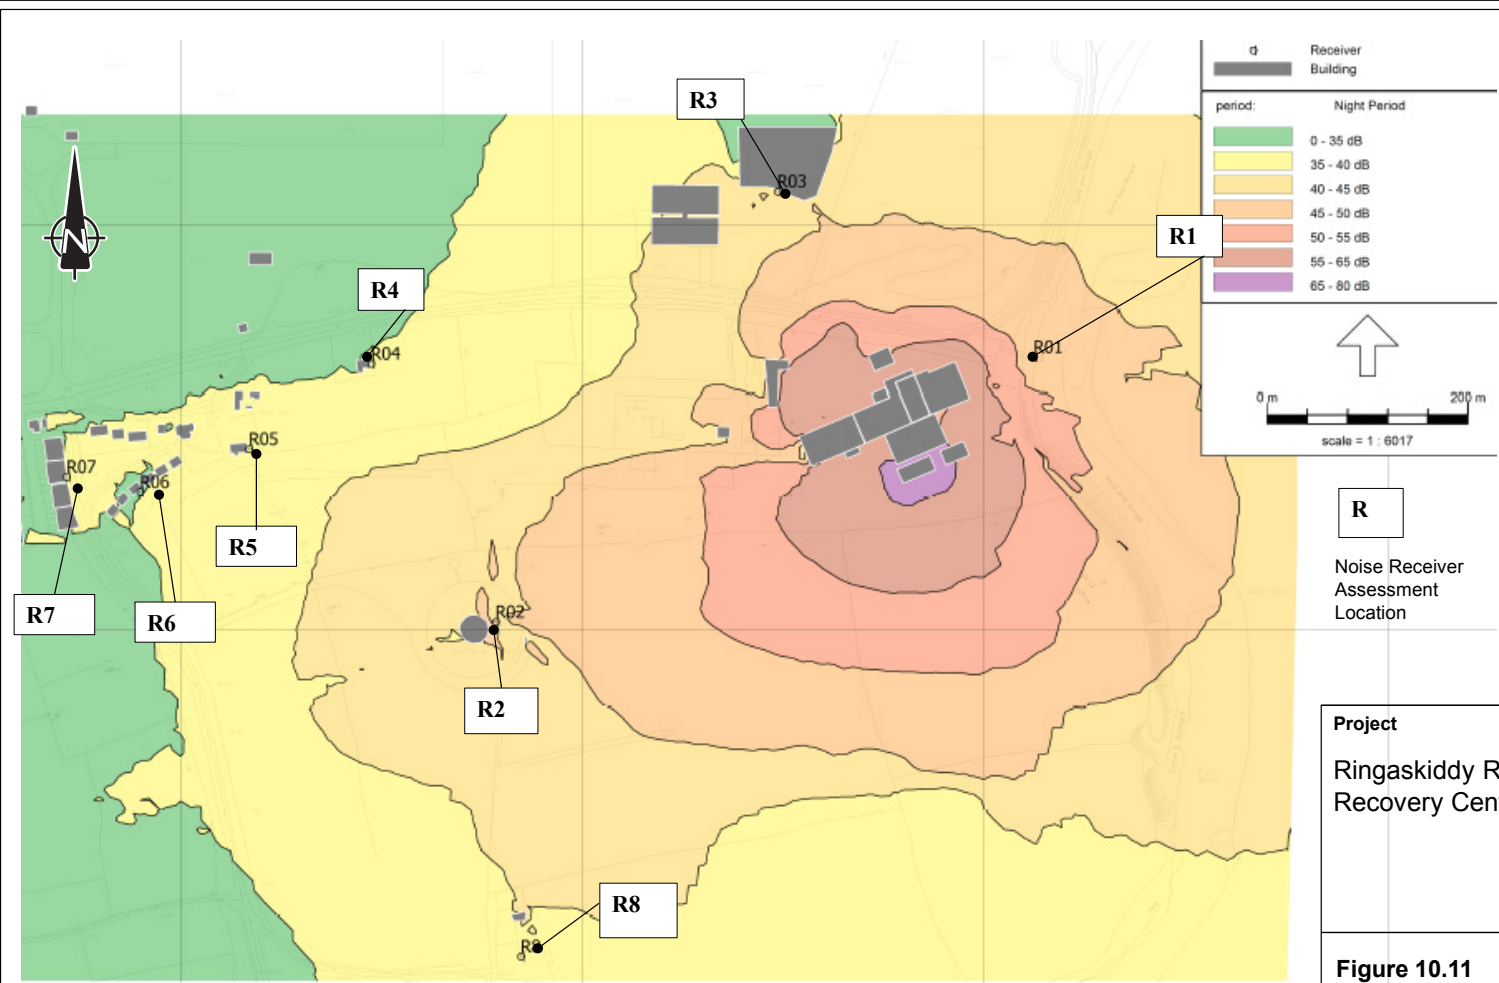 Receiver
Building
period: Night Period
0 - 35 dB
35 - 40 dB
40 - 45 dB
45 - 50 dB
50 - 55 dB
55 - 65 dB
65 - 80 dB
0 m 200 m
scale = 1 : 6017
R
Noise Receiver
Assessment
Location
Project
Ringaskiddy R
Recovery Cen
Figure 10.11
N
R3
R03
R1
R01
R4
R04
R05
R5
R07
R7
R06
R6
R02
R2
R8
R8